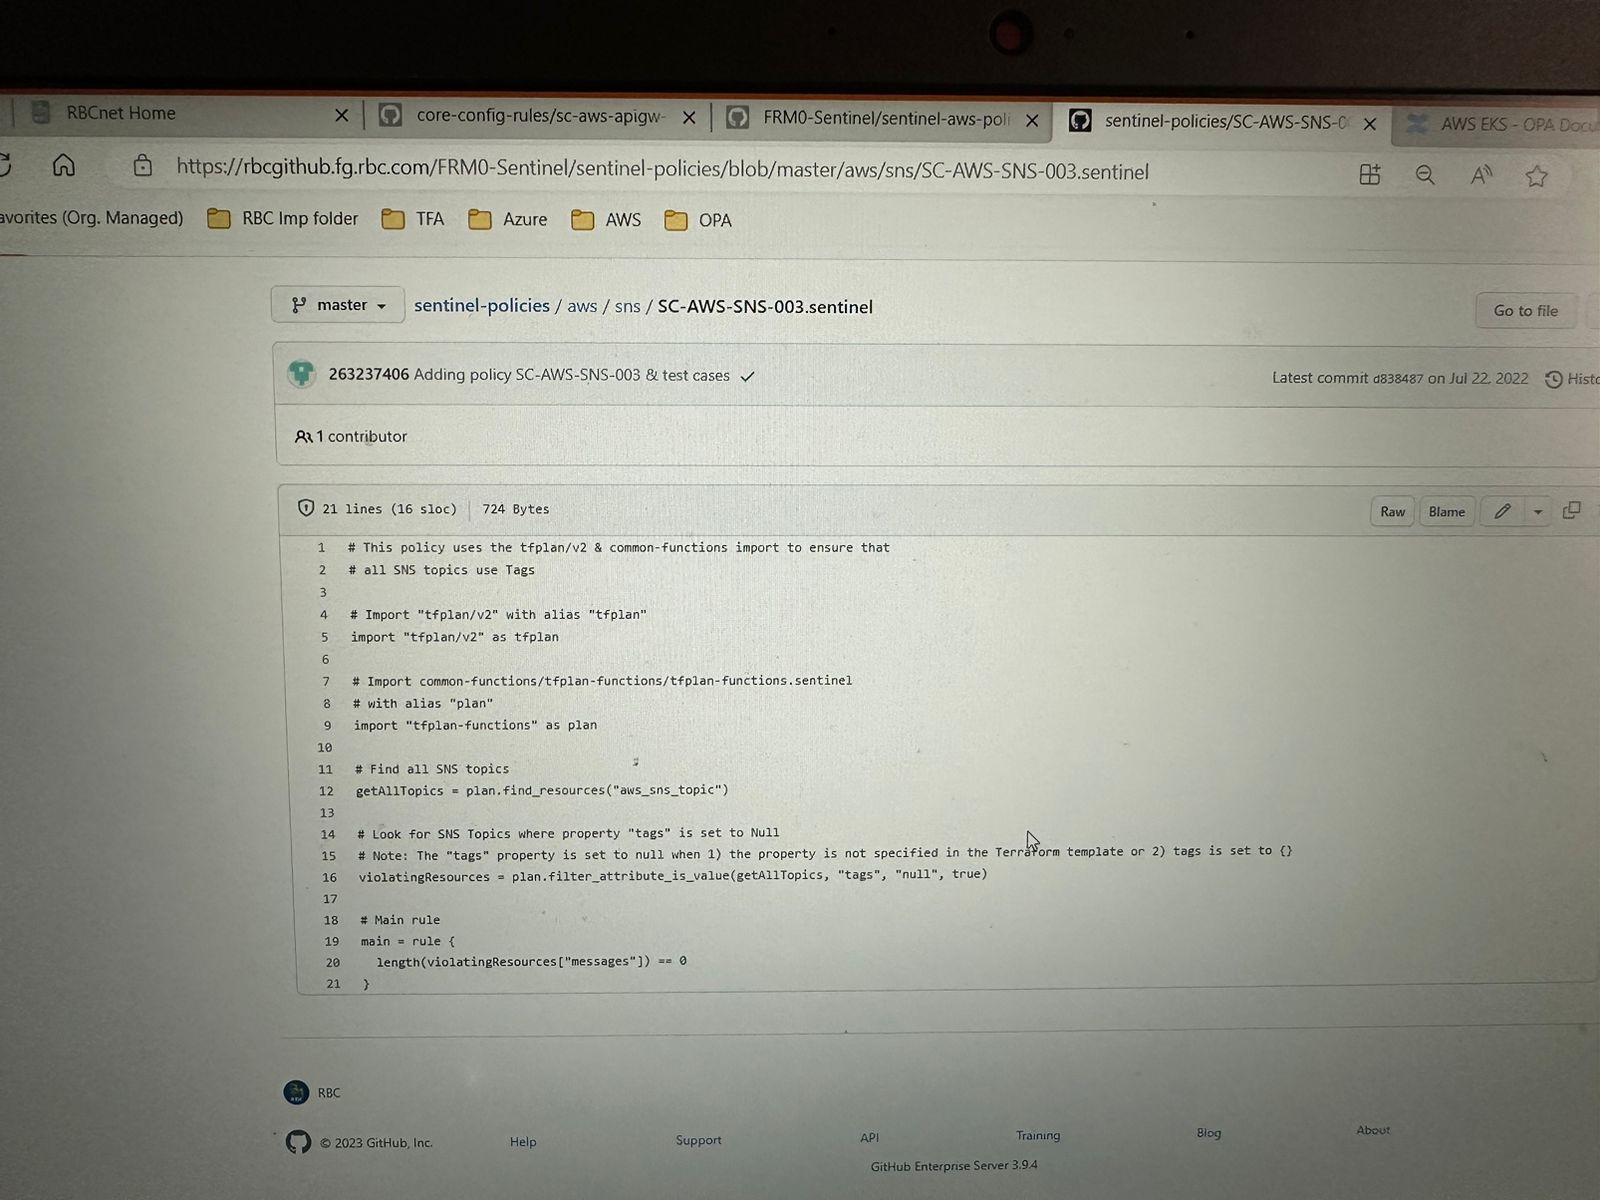 RBCnet Home
core-config-rules/sc-aws-apigw-
FRM0-Sentinel/sentinel-aws-poli
sentinel-policies/SC-AWS-SNS-0
AWS EKS - OPA Docu
https://rbcgithub.fg.rbc.com/FRM0-Sentinel/sentinel-policies/blob/master/aws/sns/SC-AWS-SNS-003.sentinel
avorites (Org. Managed) RBC Imp folder TFA Azure AWS OPA
master sentinel-policies / aws / sns / SC-AWS-SNS-003.sentinel Go to file
263237406 Adding policy SC-AWS-SNS-003 & test cases Latest commit d838487 on Jul 22, 2022 Histo
1 contributor
21 lines (16 sloc) 724 Bytes Raw Blame
1 # This policy uses the tfplan/v2 & common-functions import to ensure that
2 # all SNS topics use Tags
3
4 # Import "tfplan/v2" with alias "tfplan"
5 import "tfplan/v2" as tfplan
6
7 # Import common-functions/tfplan-functions/tfplan-functions.sentinel
8 # with alias "plan"
9 import "tfplan-functions" as plan
10
11 # Find all SNS topics
12 getAllTopics = plan.find_resources("aws_sns_topic")
13
14 # Look for SNS Topics where property "tags" is set to Null
15 # Note: The "tags" property is set to null when 1) the property is not specified in the Terraform template or 2) tags is set to {}
16 violatingResources = plan.filter_attribute_is_value(getAllTopics, "tags", "null", true)
17
18 # Main rule
19 main = rule {
20 length(violatingResources["messages"]) == 0
21 }
RBC
© 2023 GitHub, Inc. Help Support API Training Blog About
GitHub Enterprise Server 3.9.4